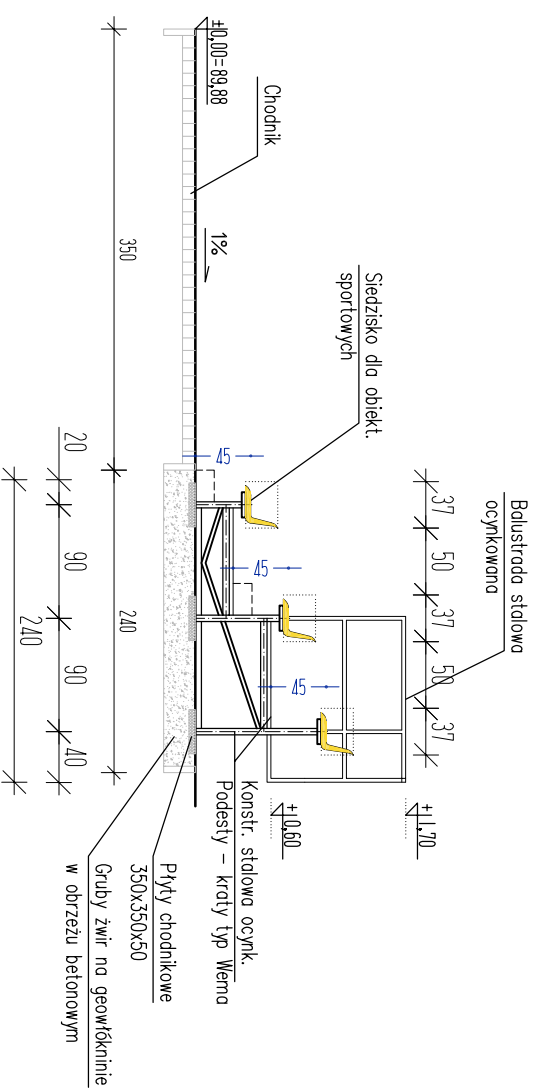 ±0,00=89,88
Chodnik
1%
Siedzisko dla obiekt.
sportowych
Balustrada stalowa
ocynkowana
37
50
37
50
37
45
45
45
+1,70
+0,60
Konstr. stalowa ocynk.
Podesty – kraty typ Wema
Płyty chodnikowe
350x350x50
Gruby żwir na geowłókninie
w obrzeżu betonowym
350
240
20
90
90
40
240